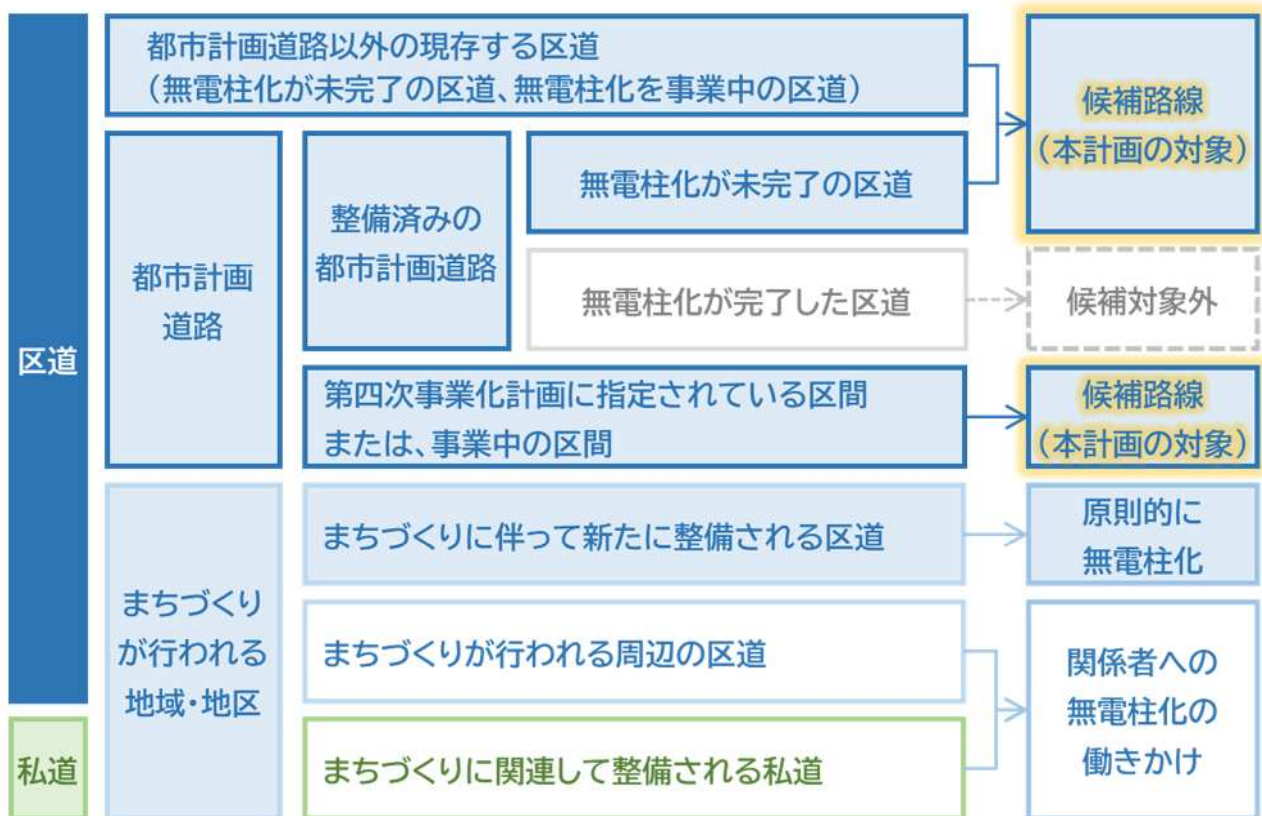 区道
都市計画道路以外の現存する区道
（無電柱化が未完了の区道、無電柱化を事業中の区道）
候補路線
（本計画の対象）
都市計画
道路
整備済みの
都市計画道路
無電柱化が未完了の区道
無電柱化が完了した区道
候補対象外
第四次事業化計画に指定されている区間
または、事業中の区間
候補路線
（本計画の対象）
まちづくり
が行われる
地域・地区
まちづくりに伴って新たに整備される区道
原則的に
無電柱化
まちづくりが行われる周辺の区道
関係者への
無電柱化の
働きかけ
私道
まちづくりに関連して整備される私道